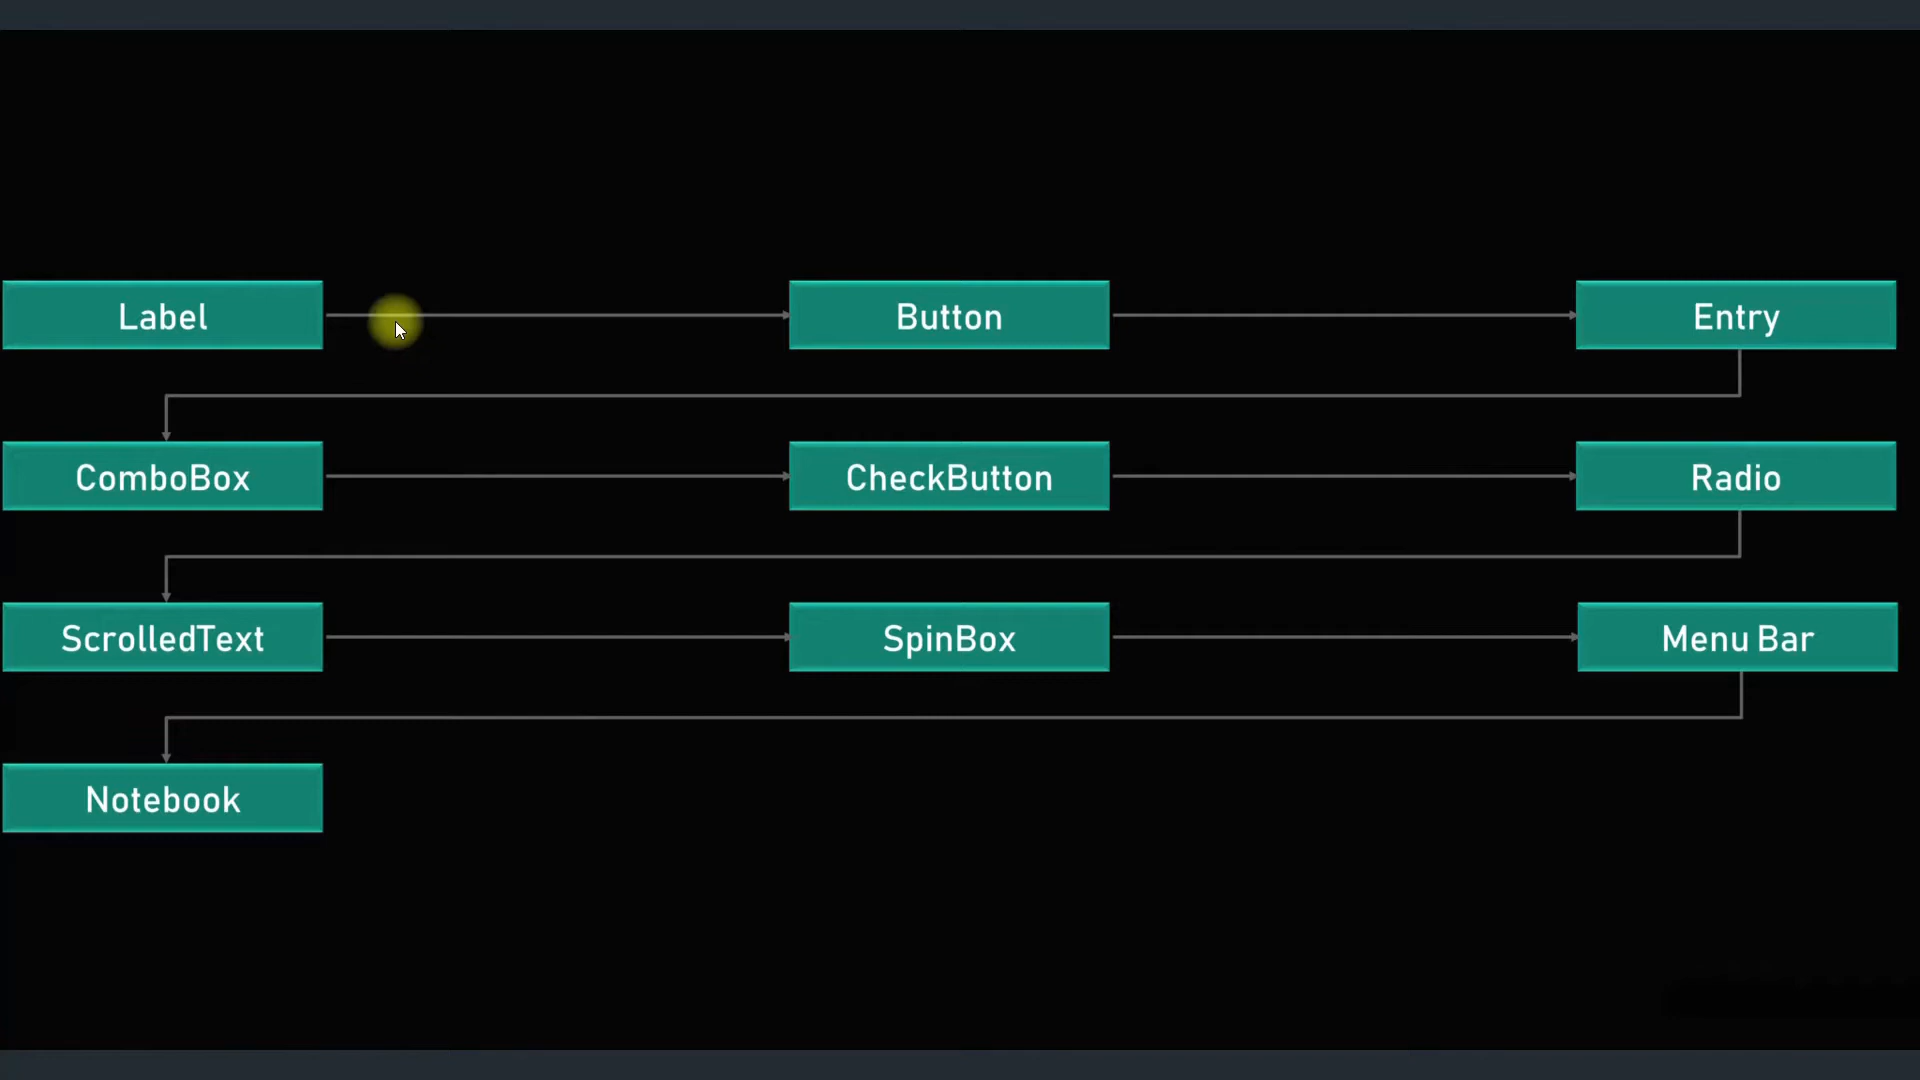 Label
Button
Entry
ComboBox
CheckButton
Radio
ScrolledText
SpinBox
Menu Bar
Notebook